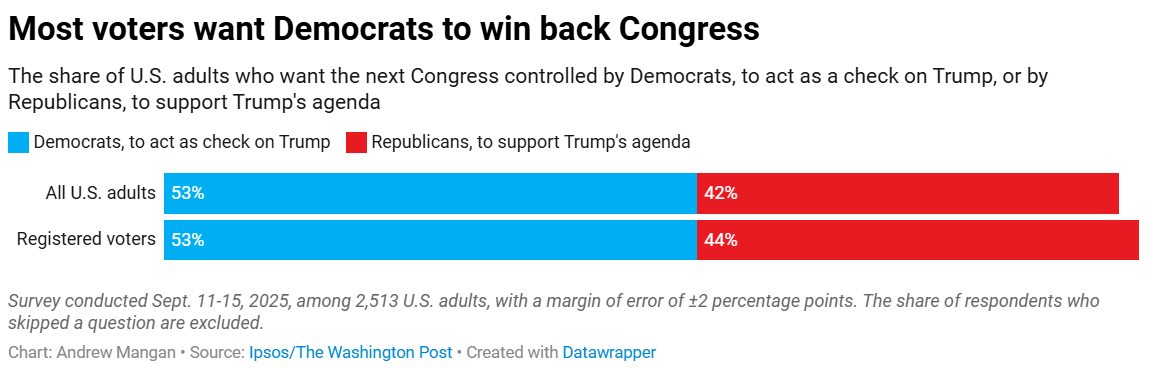 Most voters want Democrats to win back Congress
The share of U.S. adults who want the next Congress controlled by Democrats, to act as a check on Trump, or by
Republicans, to support Trump's agenda
Democrats, to act as check on Trump Republicans, to support Trump's agenda
All U.S. adults 53% 42%
Registered voters 53% 44%
Survey conducted Sept. 11-15, 2025, among 2,513 U.S. adults, with a margin of error of ±2 percentage points. The share of respondents who
skipped a question are excluded.
Chart: Andrew Mangan • Source: Ipsos/The Washington Post • Created with Datawrapper